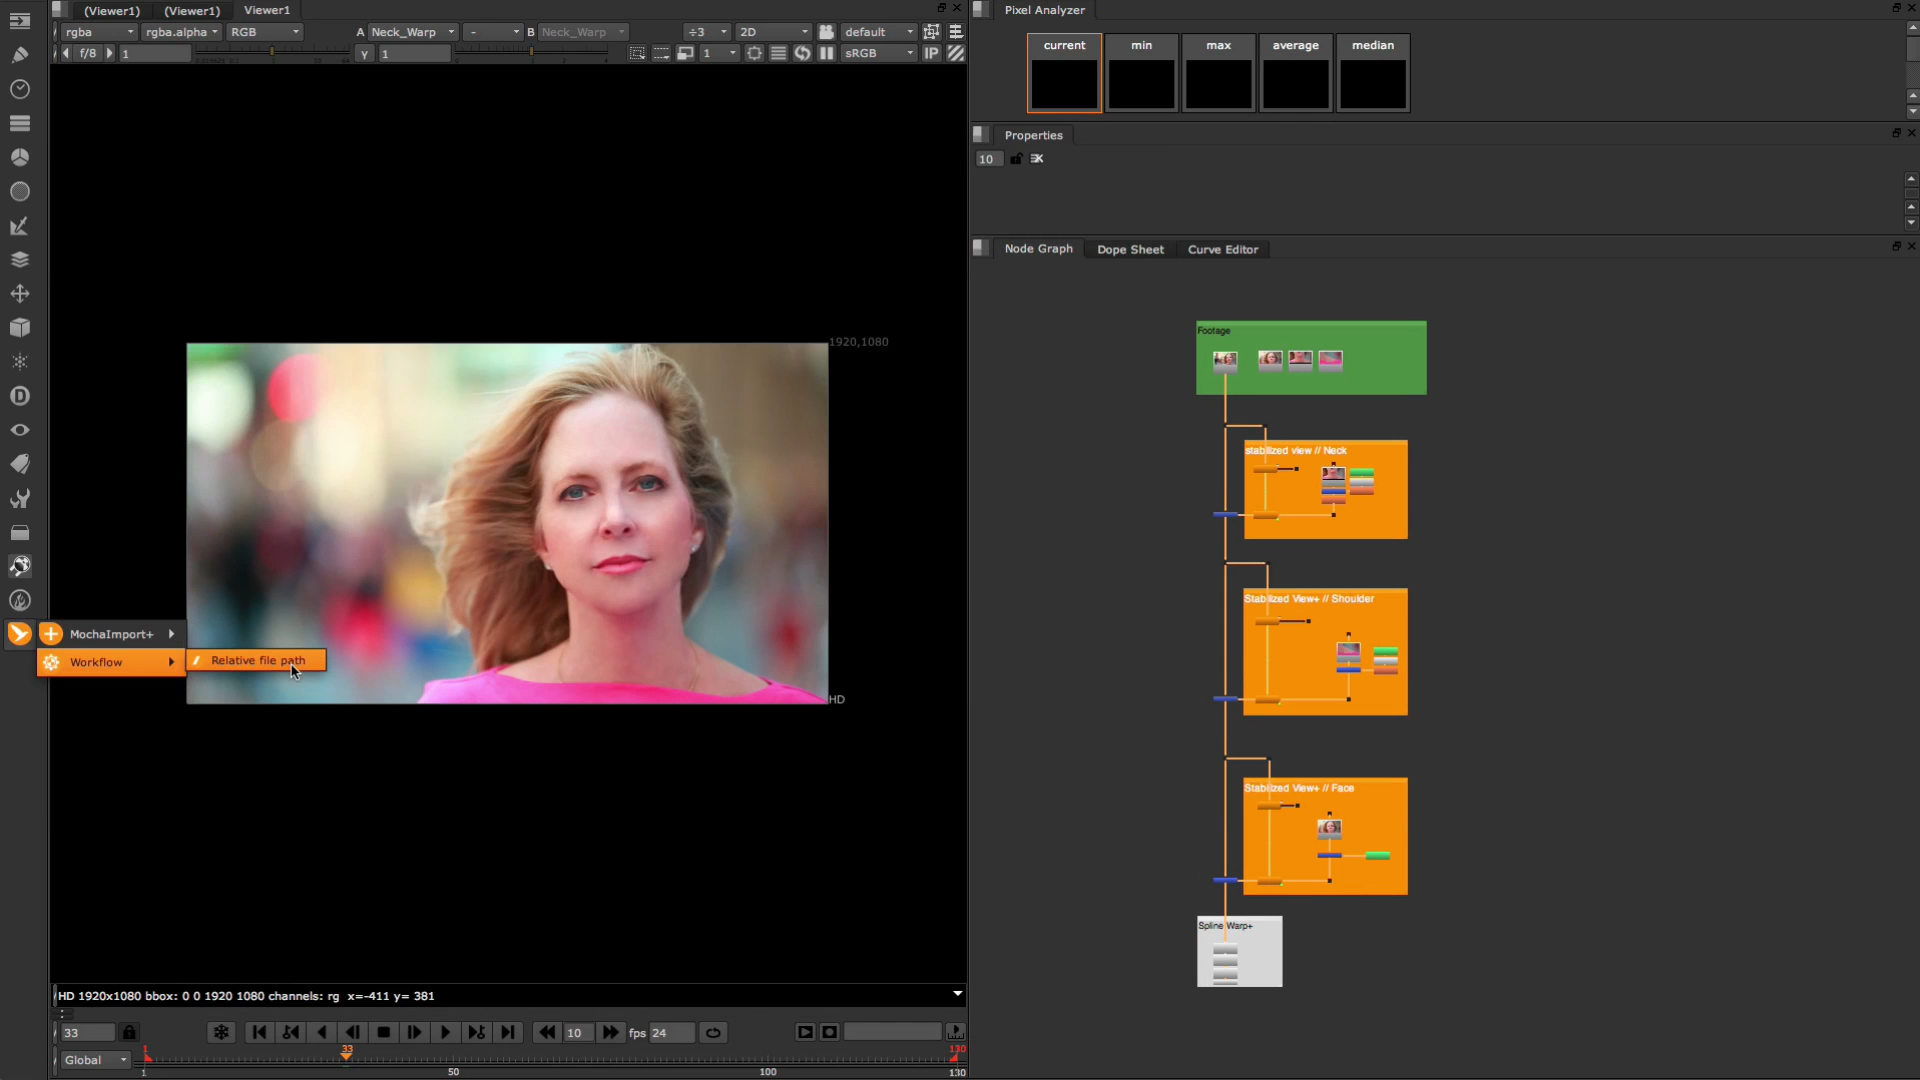 (Viewer1) (Viewer1) Viewer1
rgba rgba.alpha RGB A Neck_Warp - B Neck_Warp ÷3 2D default
f/8 1 Y 1 1 sRGB IP
1920,1080
HD
MochaImport+
Workflow
Relative file path
HD 1920x1080 bbox: 0 0 1920 1080 channels: rg x=-411 y= 381
33 10 fps 24
Global 1 33 130
1 50 100 130
Pixel Analyzer
current min max average median
Properties
10
Node Graph Dope Sheet Curve Editor
Footage
stabilized view // Neck
Stabilized View+ // Shoulder
Stabilized View+ // Face
Spline Warp+